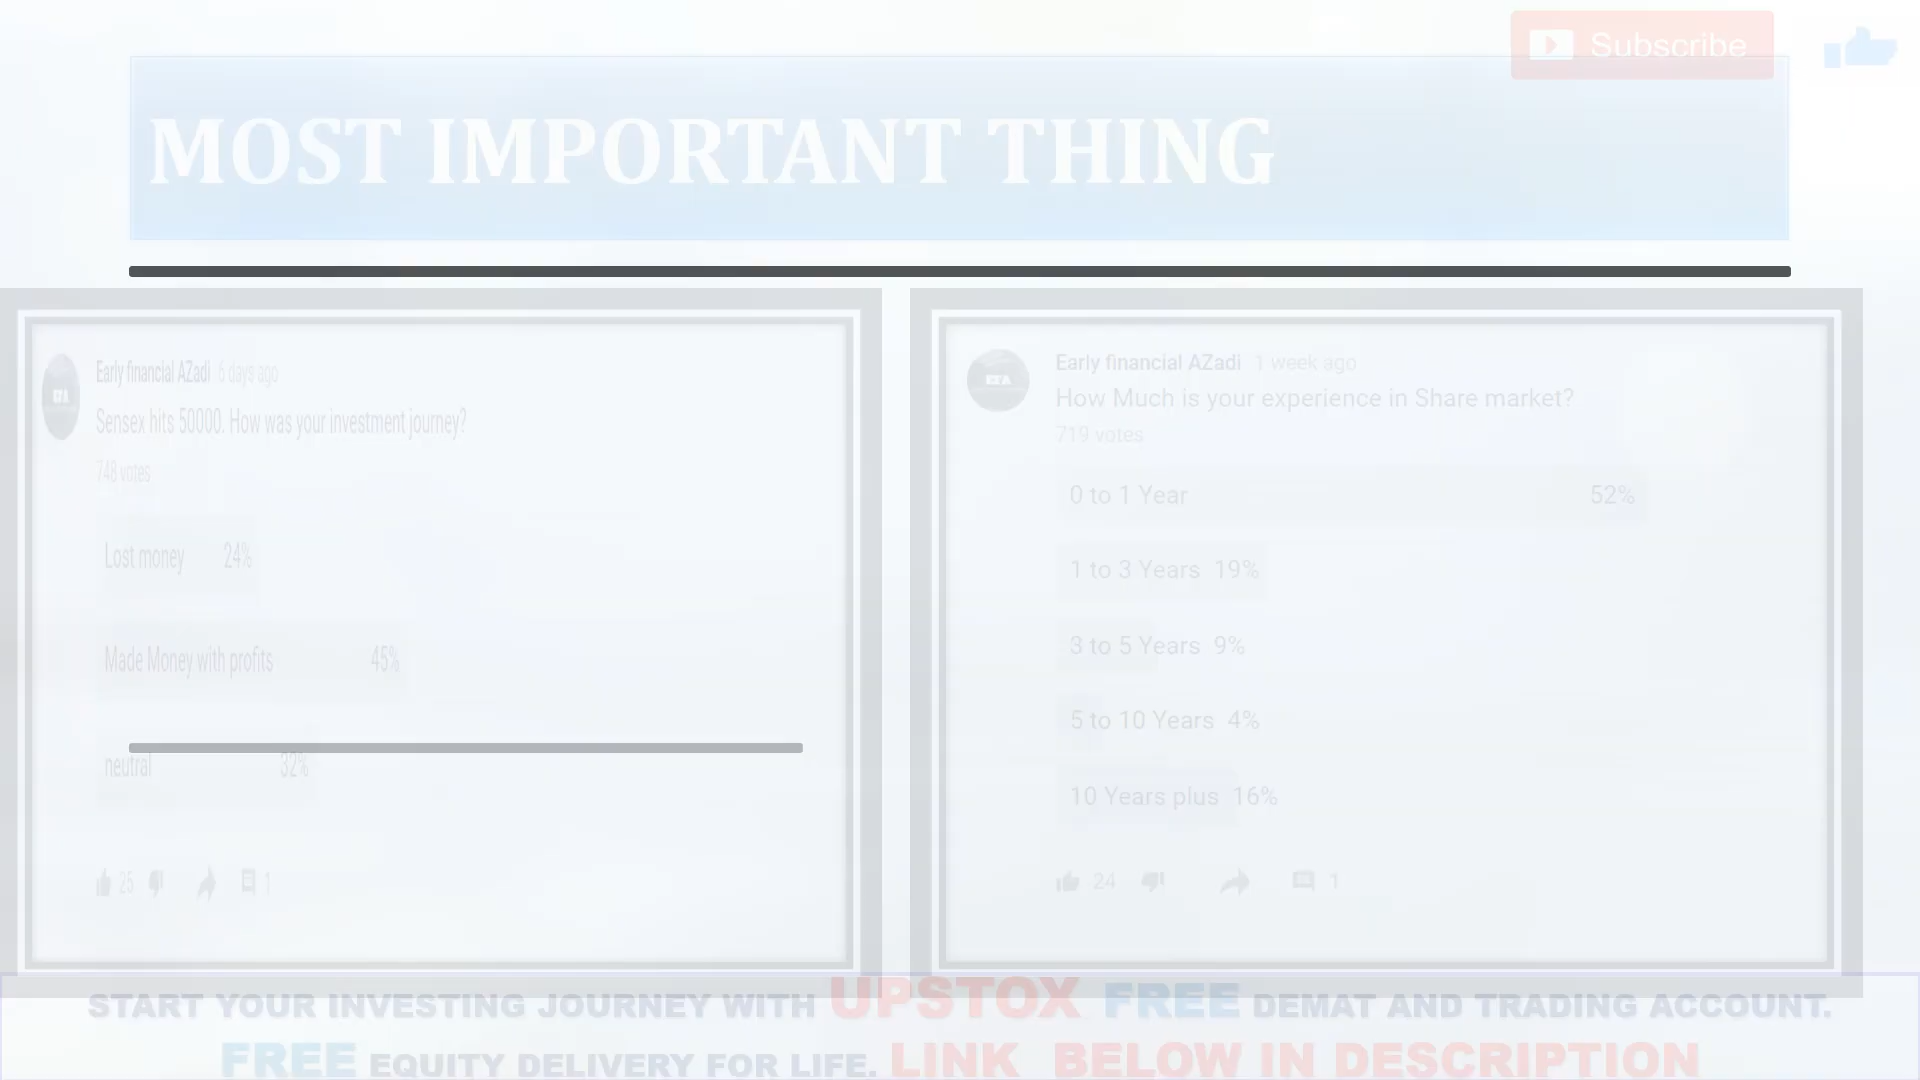 Subscribe
MOST IMPORTANT THING
Early financial AZadi 6 days ago
Sensex hits 50000. How was your investment journey?
748 votes
Lost money 24%
Made Money with profits 45%
neutral 32%
25 1
EFA
Early financial AZadi 1 week ago
How Much is your experience in Share market?
719 votes
0 to 1 Year 52%
1 to 3 Years 19%
3 to 5 Years 9%
5 to 10 Years 4%
10 Years plus 16%
24 1
START YOUR INVESTING JOURNEY WITH UPSTOX FREE DEMAT AND TRADING ACCOUNT.
FREE EQUITY DELIVERY FOR LIFE. LINK BELOW IN DESCRIPTION